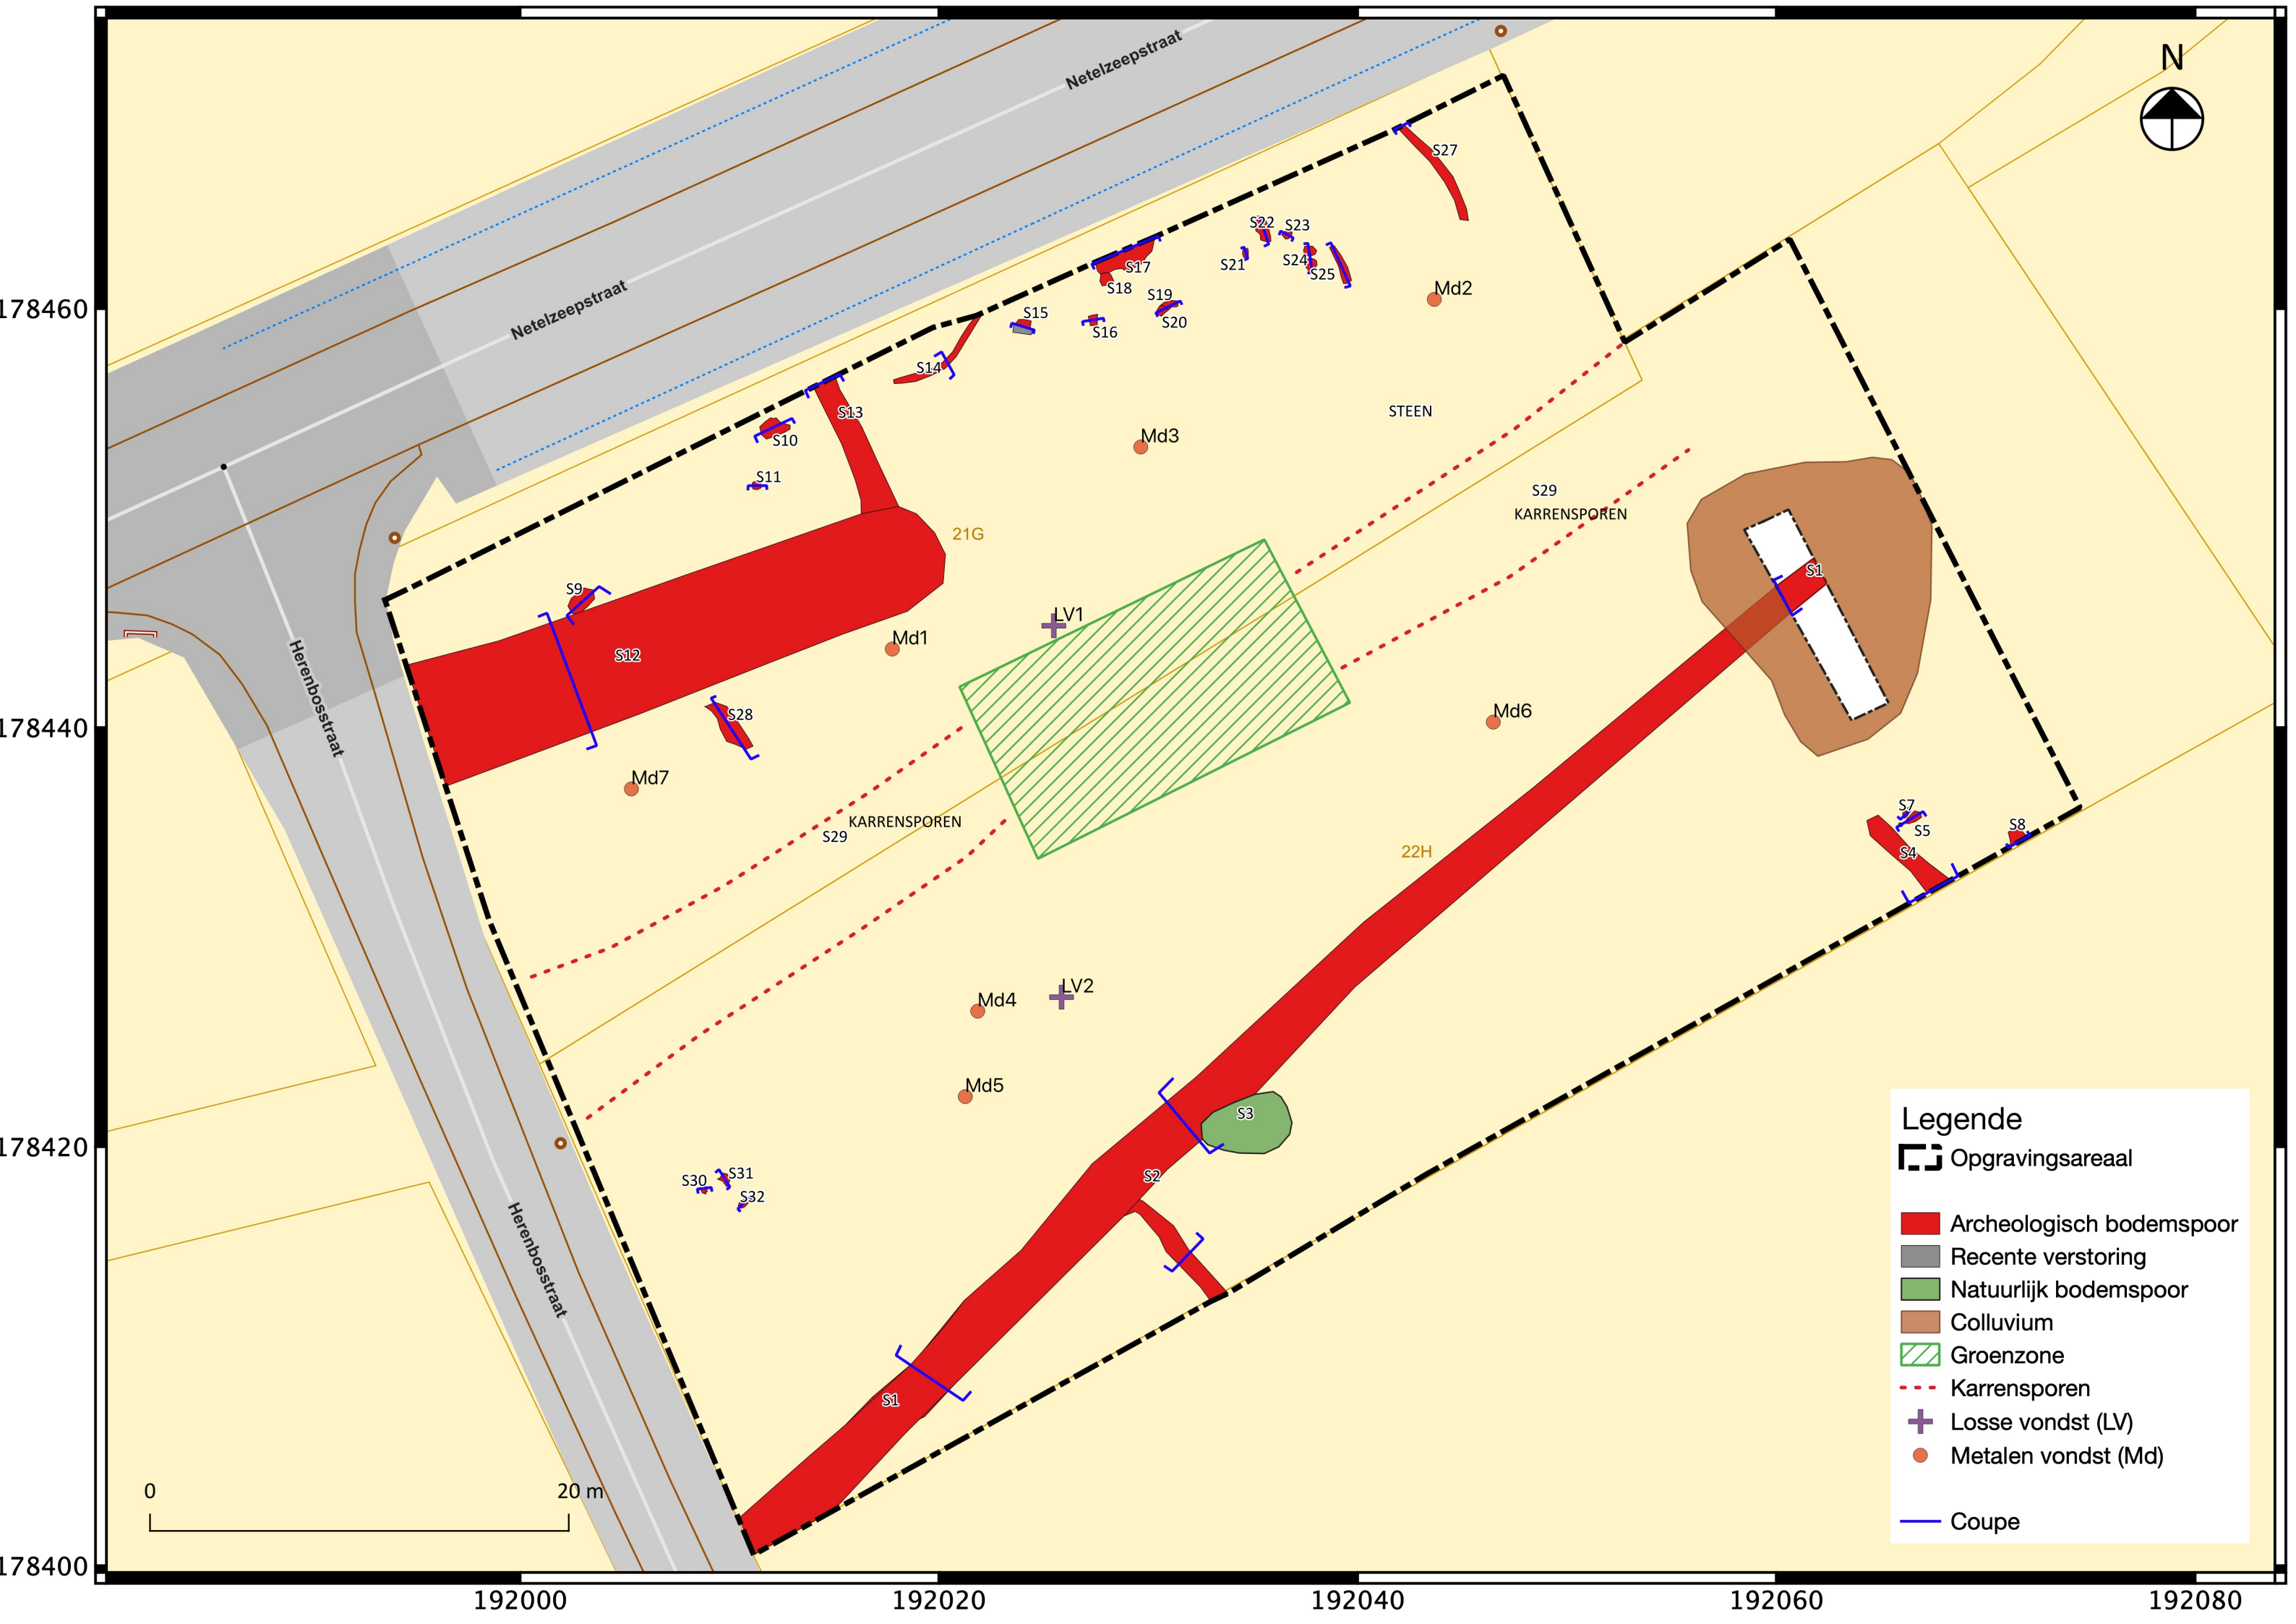 Netelzeepstraat
N
S27
S22
S23
S21
S24
S25
S17
S18
Md2
178460
Netelzeepstraat
S15
S19
S16
S20
S14
S13
STEEN
S10
Md3
S11
S29
KARRENSPOREN
21G
S1
S9
LV1
Md1
S12
Herenbosstraat
S28
Md6
178440
Md7
KARRENSPOREN
S29
S7
S5
S8
S4
22H
Md4
LV2
Md5
S3
178420
S2
S30
S31
S32
Herenbosstraat
S1
0
20 m
178400
192000
192020
192040
192060
192080
Legende
Opgravingsareaal
Archeologisch bodemspoor
Recente verstoring
Natuurlijk bodemspoor
Colluvium
Groenzone
Karrensporen
Losse vondst (LV)
Metalen vondst (Md)
Coupe